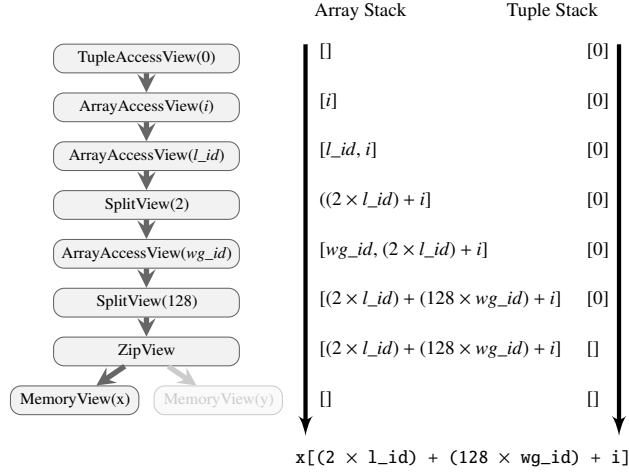 Array Stack Tuple Stack
TupleAccessView(0) [] [0]
ArrayAccessView(i) [i] [0]
ArrayAccessView(l_id) [l_id, i] [0]
SplitView(2) ((2 × l_id) + i] [0]
ArrayAccessView(wg_id) [wg_id, (2 × l_id) + i] [0]
SplitView(128) [(2 × l_id) + (128 × wg_id) + i] [0]
ZipView [(2 × l_id) + (128 × wg_id) + i] []
MemoryView(x) MemoryView(y) [] []
x[(2 × l_id) + (128 × wg_id) + i]